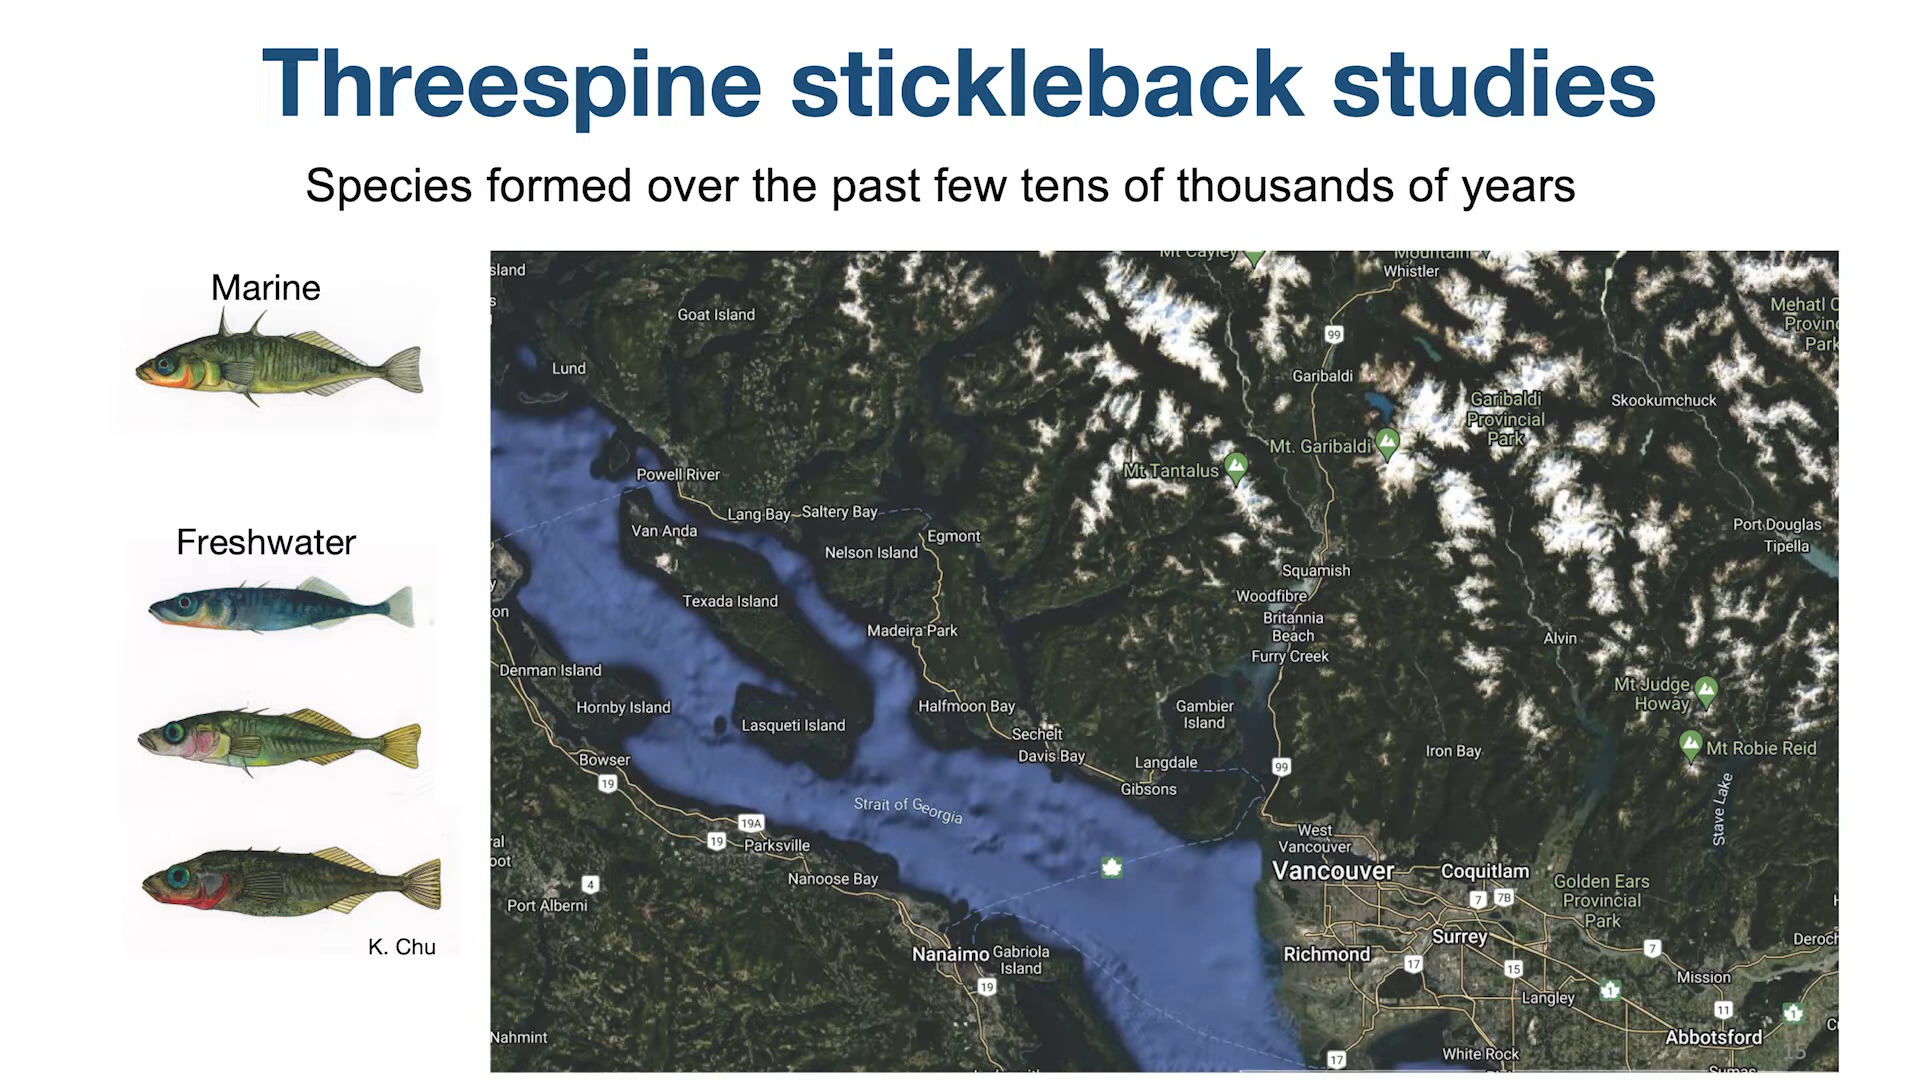 Threespine stickleback studies
Species formed over the past few tens of thousands of years
Marine
Freshwater
K. Chu
Mt Cayley
Mountain
Whistler
sland
Goat Island
Mehatl C
Provinc
Park
99
Lund
Garibaldi
Garibaldi
Provincial
Park
Skookumchuck
Mt. Garibaldi
Mt Tantalus
Powell River
Lang Bay
Saltery Bay
Van Anda
Egmont
Nelson Island
Port Douglas
Tipella
Squamish
Texada Island
Woodfibre
Britannia
Beach
Madeira Park
Furry Creek
Alvin
Denman Island
Hornby Island
Halfmoon Bay
Gambier
Island
Mt Judge
Howay
Lasqueti Island
Sechelt
Davis Bay
Langdale
Iron Bay
Mt Robie Reid
Bowser
19
99
Gibsons
Strait of Georgia
Stave Lake
19A
19
Parksville
West
Vancouver
Vancouver
Coquitlam
Nanoose Bay
4
Port Alberni
7
7B
Golden Ears
Provincial
Park
Nanaimo
Gabriola
Island
19
Richmond
Surrey
17
15
7
Deroch
Mission
Langley
1
11
1
Nahmint
Abbotsford
17
White Rock
Sumas
15